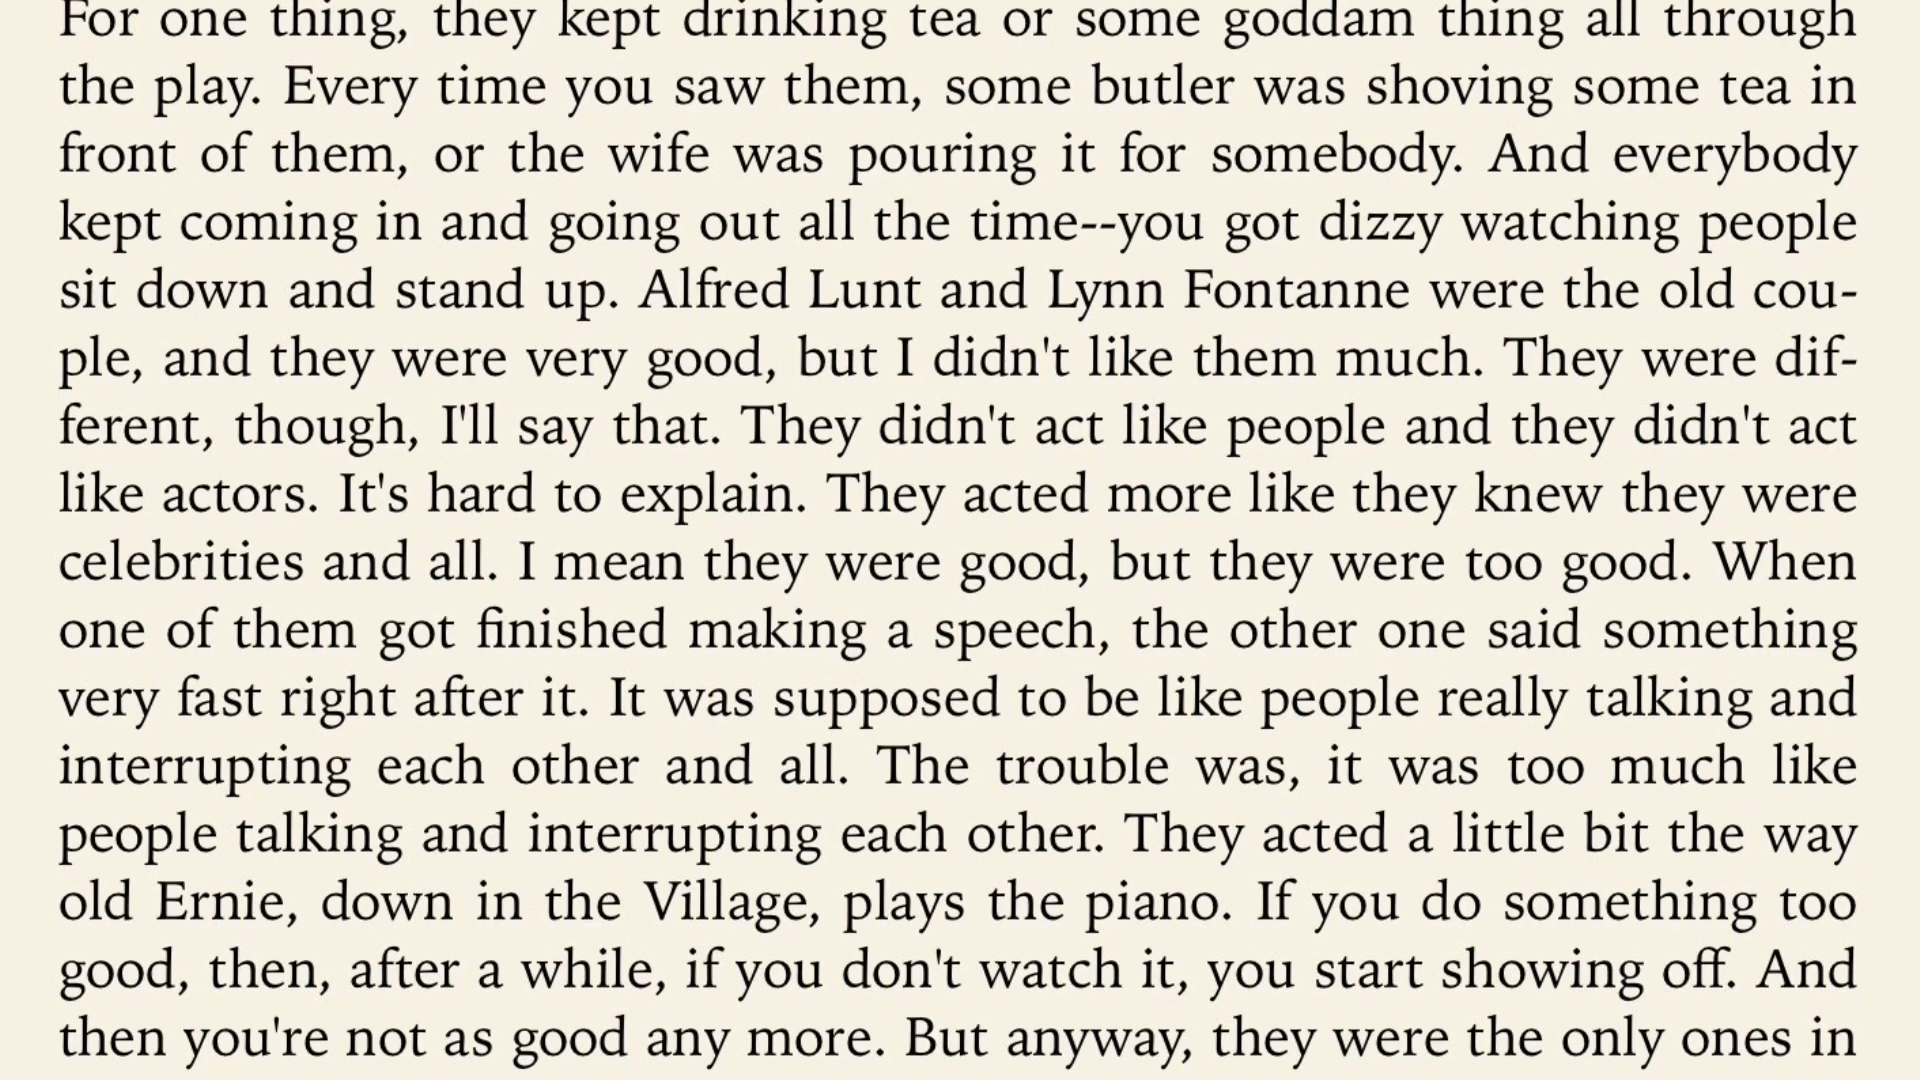 For one thing, they kept drinking tea or some goddam thing all through
the play. Every time you saw them, some butler was shoving some tea in
front of them, or the wife was pouring it for somebody. And everybody
kept coming in and going out all the time--you got dizzy watching people
sit down and stand up. Alfred Lunt and Lynn Fontanne were the old cou-
ple, and they were very good, but I didn't like them much. They were dif-
ferent, though, I'll say that. They didn't act like people and they didn't act
like actors. It's hard to explain. They acted more like they knew they were
celebrities and all. I mean they were good, but they were too good. When
one of them got finished making a speech, the other one said something
very fast right after it. It was supposed to be like people really talking and
interrupting each other and all. The trouble was, it was too much like
people talking and interrupting each other. They acted a little bit the way
old Ernie, down in the Village, plays the piano. If you do something too
good, then, after a while, if you don't watch it, you start showing off. And
then you're not as good any more. But anyway, they were the only ones in